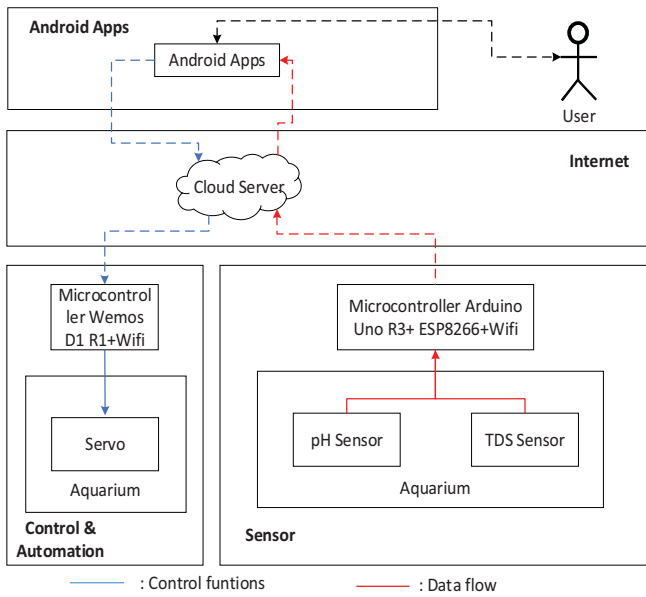 Android Apps
Android Apps
User
Internet
Cloud Server
Microcontrol
ler Wemos
D1 R1+Wifi
Microcontroller Arduino
Uno R3+ ESP8266+Wifi
Servo
pH Sensor
TDS Sensor
Aquarium
Aquarium
Control &
Automation
Sensor
: Control funtions
: Data flow